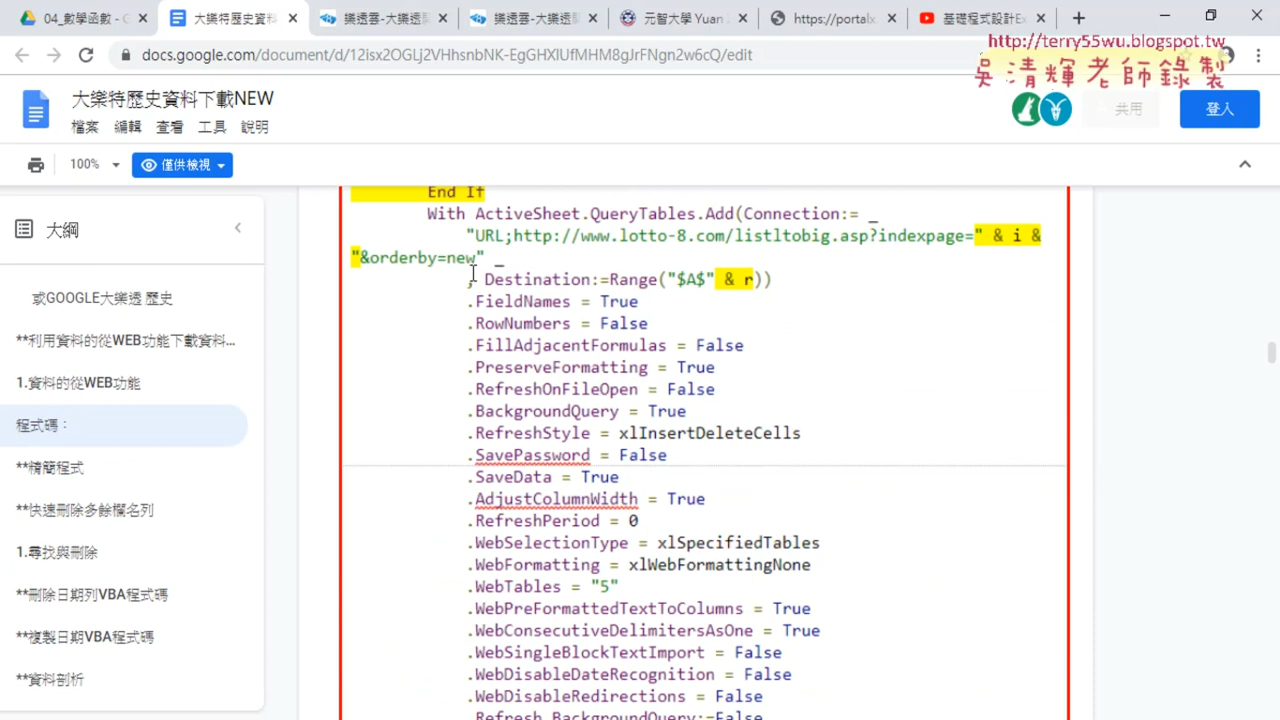 04_數學函數 - G
大樂特歷史資料
樂透雲-大樂透
樂透雲-大樂透
元智大學 Yuan Z
https://portalx
基礎程式設計Ex
docs.google.com/document/d/12isx2OGLj2VHhsnbNK-EgGHXlUfMHM8gJrFNgn2w6cQ/edit
http://terry55wu.blogspot.tw
吳清輝老師錄製
大樂特歷史資料下載NEW
檔案 編輯 查看 工具 說明
共用
登入
100%
僅供檢視
大綱
或GOOGLE大樂透 歷史
**利用資料的從WEB功能下載資料...
1.資料的從WEB功能
程式碼：
**精簡程式
**快速刪除多餘欄名列
1.尋找與刪除
**刪除日期列VBA程式碼
**複製日期VBA程式碼
**資料剖析
End If
With ActiveSheet.QueryTables.Add(Connection:= _
"URL;http://www.lotto-8.com/listltobig.asp?indexpage=" & i &
"&orderby=new" _
, Destination:=Range("$A$" & r))
.FieldNames = True
.RowNumbers = False
.FillAdjacentFormulas = False
.PreserveFormatting = True
.RefreshOnFileOpen = False
.BackgroundQuery = True
.RefreshStyle = xlInsertDeleteCells
.SavePassword = False
.SaveData = True
.AdjustColumnWidth = True
.RefreshPeriod = 0
.WebSelectionType = xlSpecifiedTables
.WebFormatting = xlWebFormattingNone
.WebTables = "5"
.WebPreFormattedTextToColumns = True
.WebConsecutiveDelimitersAsOne = True
.WebSingleBlockTextImport = False
.WebDisableDateRecognition = False
.WebDisableRedirections = False
.Refresh BackgroundQuery:=False